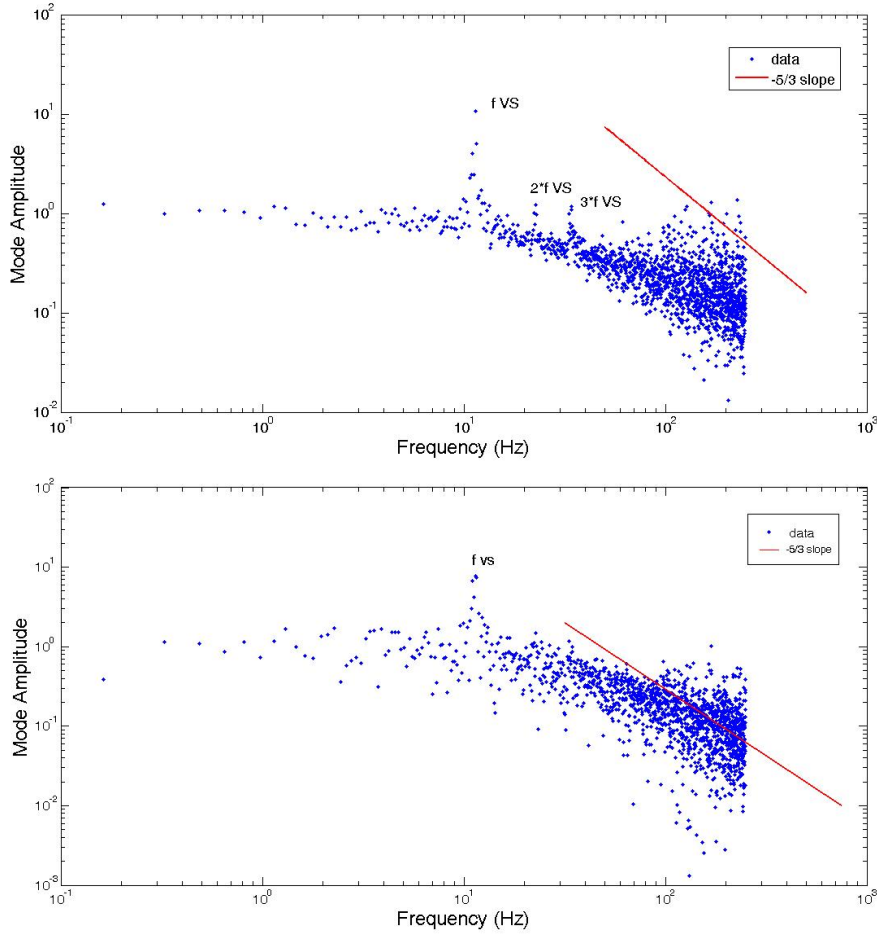 10^2
data
-5/3 slope
10^1
f VS
2*f VS
3*f VS
10^0
10^-1
10^-2
Mode Amplitude
10^-1
10^0
10^1
10^2
10^3
Frequency (Hz)
10^2
data
-5/3 slope
10^1
f vs
10^0
10^-1
10^-2
10^-3
Mode Amplitude
10^-1
10^0
10^1
10^2
10^3
Frequency (Hz)